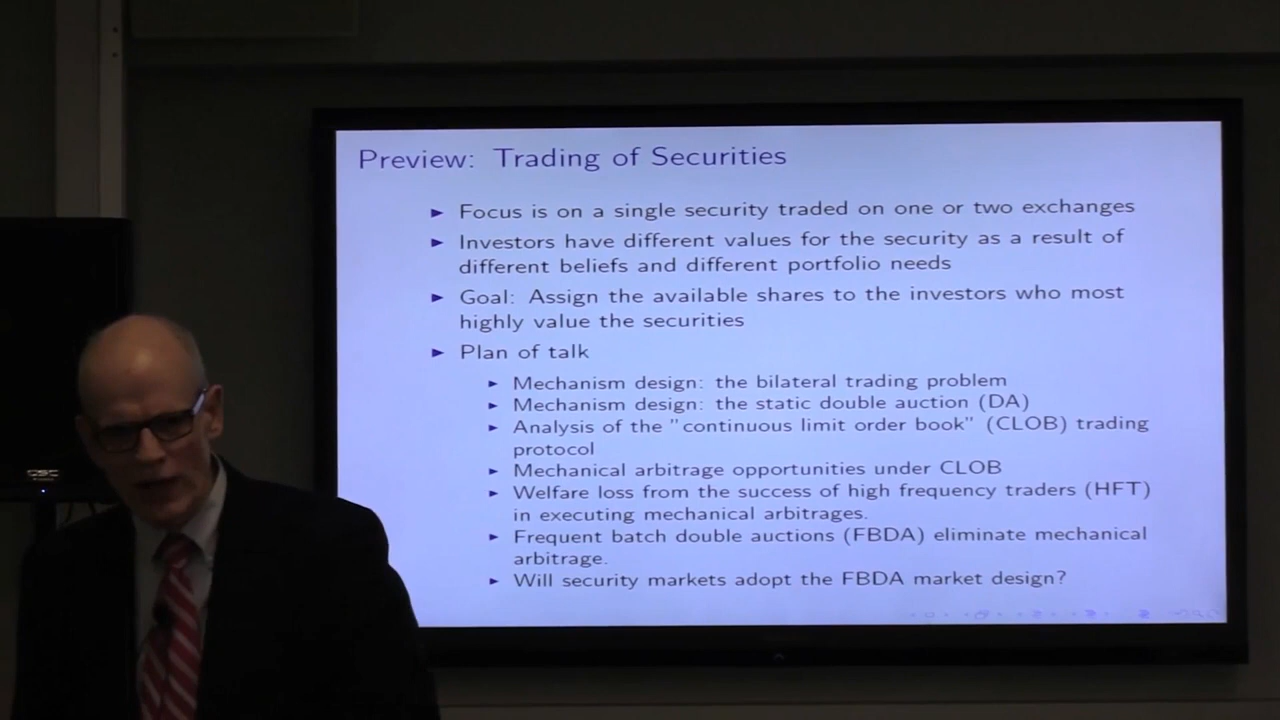 Preview: Trading of Securities
► Focus is on a single security traded on one or two exchanges
► Investors have different values for the security as a result of
different beliefs and different portfolio needs
► Goal: Assign the available shares to the investors who most
highly value the securities
► Plan of talk
► Mechanism design: the bilateral trading problem
► Mechanism design: the static double auction (DA)
► Analysis of the "continuous limit order book" (CLOB) trading
protocol
► Mechanical arbitrage opportunities under CLOB
► Welfare loss from the success of high frequency traders (HFT)
in executing mechanical arbitrages.
► Frequent batch double auctions (FBDA) eliminate mechanical
arbitrage.
► Will security markets adopt the FBDA market design?
QSC